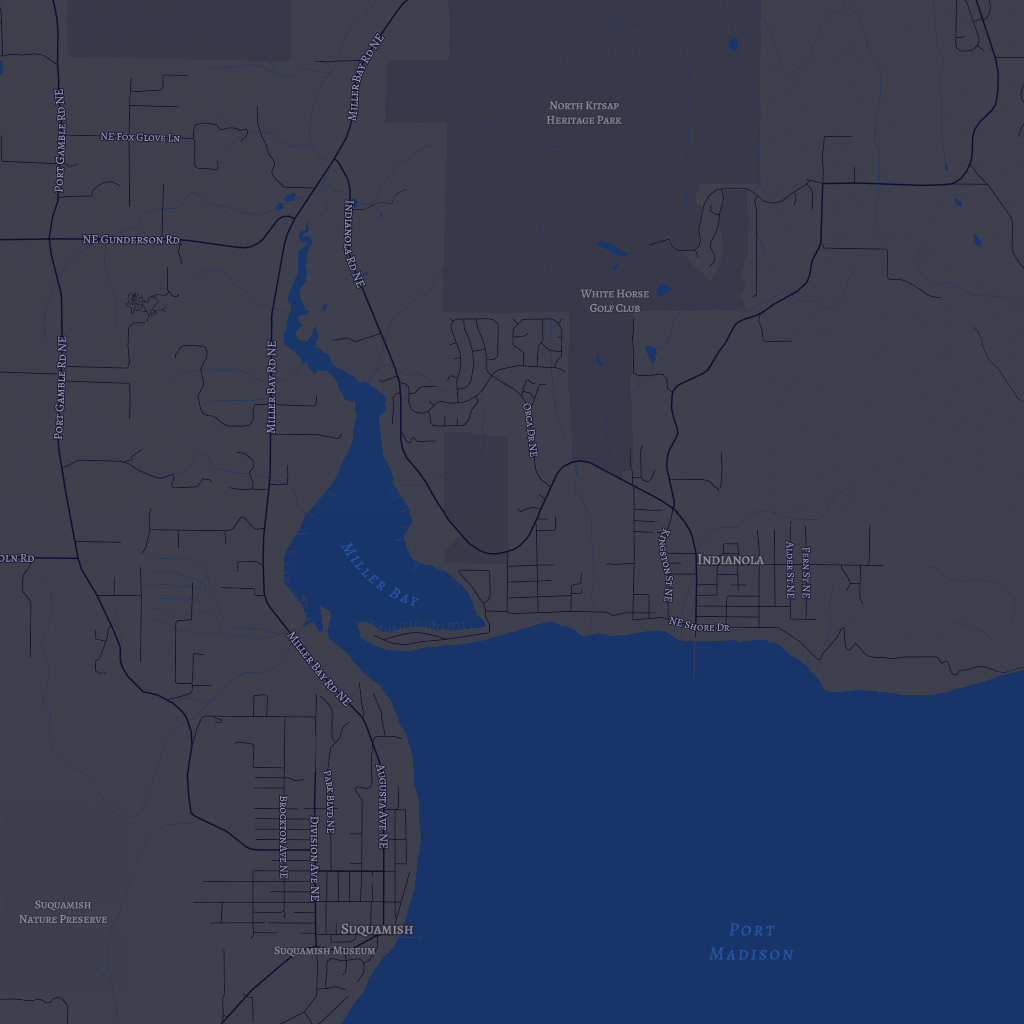 Miller Bay Rd NE
Port Gamble Rd NE
North Kitsap
Heritage Park
NE Fox Glove Ln
Indianola Rd NE
NE Gunderson Rd
White Horse
Golf Club
Port Gamble Rd NE
Miller Bay Rd NE
Orca Dr NE
oln Rd
Miller Bay
Kingston St NE
Indianola
Alder St NE
Fern St NE
NE Shore Dr
Miller Bay Rd NE
Park Blvd NE
Augusta Ave NE
Brockton Ave NE
Division Ave NE
Suquamish
Nature Preserve
Suquamish
Suquamish Museum
Port
Madison